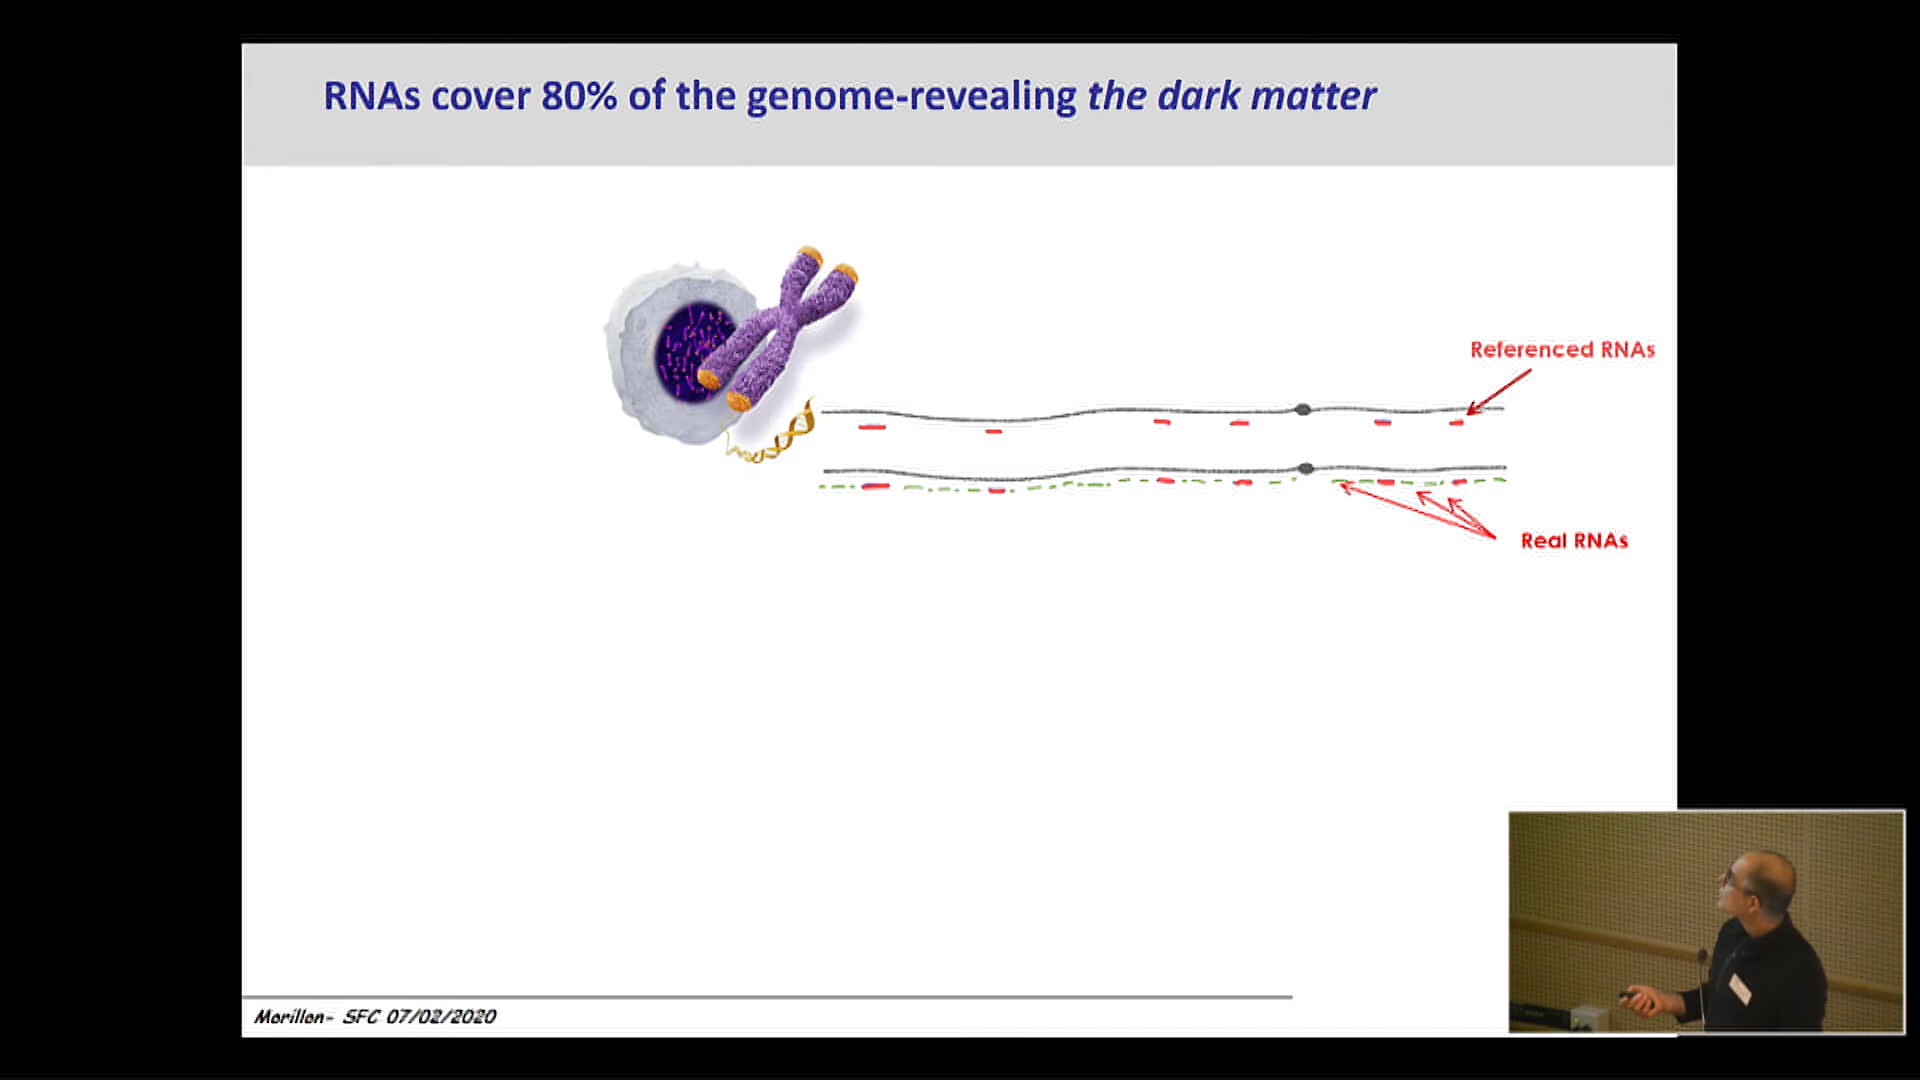 RNAs cover 80% of the genome-revealing the dark matter
Referenced RNAs
Real RNAs
Morillon- SFC 07/02/2020